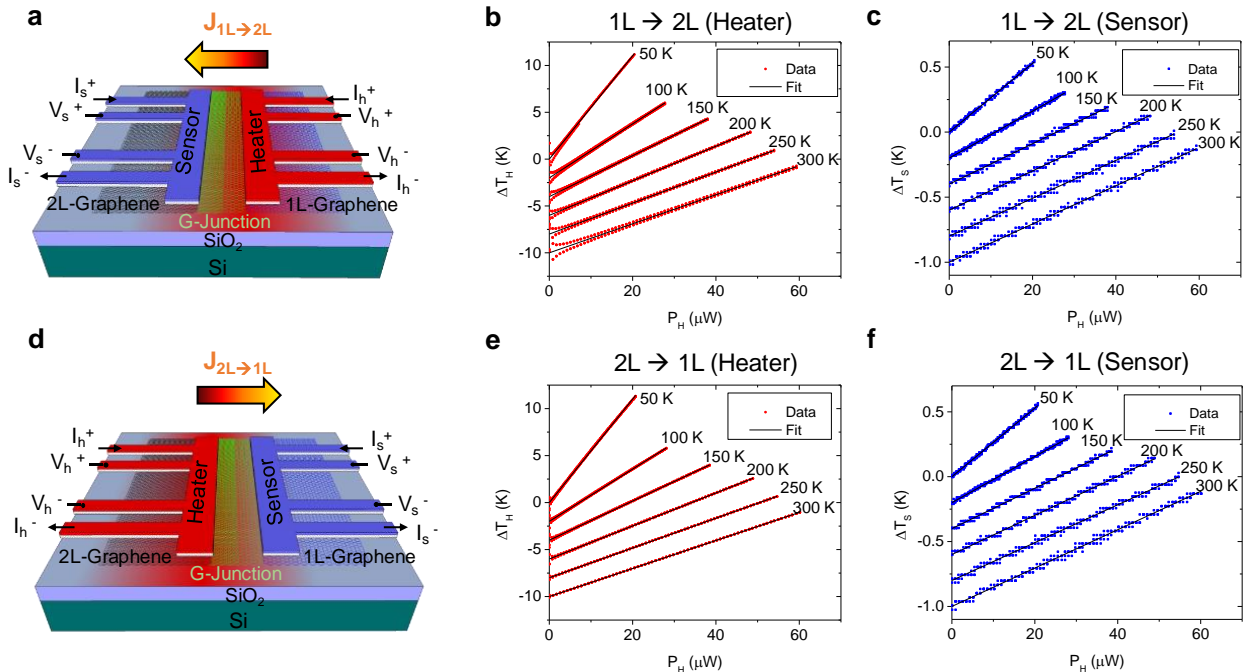 a
J1L→2L
Is+
Vs+
Vs-
Is-
Ih+
Vh+
Vh-
Ih-
Sensor
Heater
2L-Graphene
1L-Graphene
G-Junction
SiO2
Si
b
1L → 2L (Heater)
Data
Fit
50 K
100 K
150 K
200 K
250 K
300 K
10
5
0
-5
-10
ΔTH (K)
0 20 40 60
PH (μW)
c
1L → 2L (Sensor)
Data
Fit
50 K
100 K
150 K
200 K
250 K
300 K
0.5
0.0
-0.5
-1.0
ΔTS (K)
0 20 40 60
PH (μW)
d
J2L→1L
Ih+
Vh+
Vh-
Ih-
Is+
Vs+
Vs-
Is-
Heater
Sensor
2L-Graphene
1L-Graphene
G-Junction
SiO2
Si
e
2L → 1L (Heater)
Data
Fit
50 K
100 K
150 K
200 K
250 K
300 K
10
5
0
-5
-10
ΔTH (K)
0 20 40 60
PH (μW)
f
2L → 1L (Sensor)
Data
Fit
50 K
100 K
150 K
200 K
250 K
300 K
0.5
0.0
-0.5
-1.0
ΔTS (K)
0 20 40 60
PH (μW)